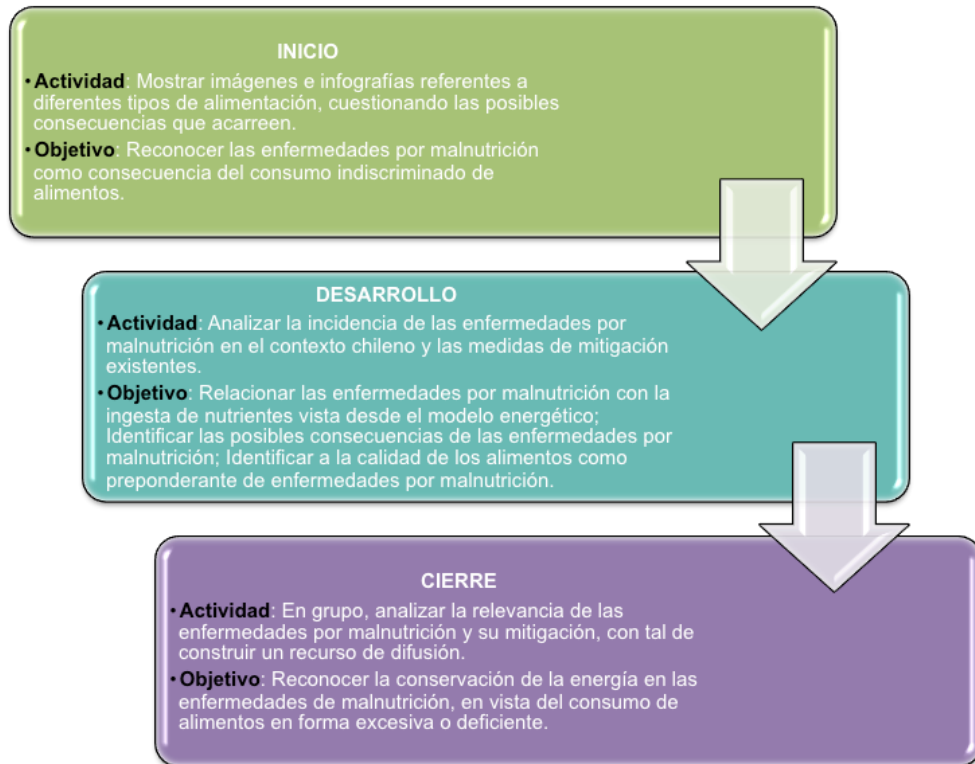 INICIO
• Actividad: Mostrar imágenes e infografías referentes a
diferentes tipos de alimentación, cuestionando las posibles
consecuencias que acarreen.
• Objetivo: Reconocer las enfermedades por malnutrición
como consecuencia del consumo indiscriminado de
alimentos.
DESARROLLO
• Actividad: Analizar la incidencia de las enfermedades por
malnutrición en el contexto chileno y las medidas de mitigación
existentes.
• Objetivo: Relacionar las enfermedades por malnutrición con la
ingesta de nutrientes vista desde el modelo energético;
Identificar las posibles consecuencias de las enfermedades por
malnutrición; Identificar a la calidad de los alimentos como
preponderante de enfermedades por malnutrición.
CIERRE
• Actividad: En grupo, analizar la relevancia de las
enfermedades por malnutrición y su mitigación, con tal de
construir un recurso de difusión.
• Objetivo: Reconocer la conservación de la energía en las
enfermedades de malnutrición, en vista del consumo de
alimentos en forma excesiva o deficiente.